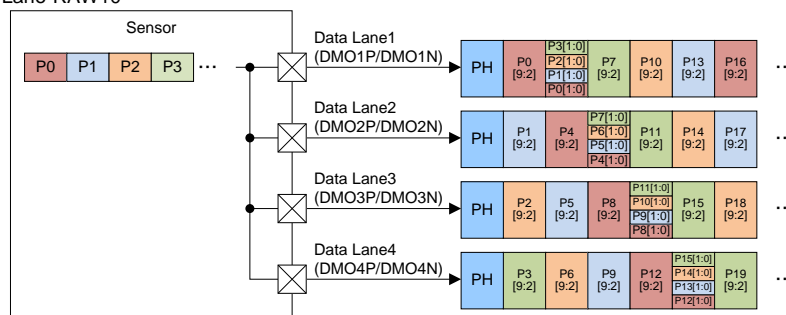 Sensor
P0 P1 P2 P3 ...
Data Lane1
(DMO1P/DMO1N)
PH P0 [9:2] P3[1:0] P2[1:0] P1[1:0] P0[1:0] P7 [9:2] P10 [9:2] P13 [9:2] P16 [9:2] ..
Data Lane2
(DMO2P/DMO2N)
PH P1 [9:2] P4 [9:2] P7[1:0] P6[1:0] P5[1:0] P4[1:0] P11 [9:2] P14 [9:2] P17 [9:2] ..
Data Lane3
(DMO3P/DMO3N)
PH P2 [9:2] P5 [9:2] P8 [9:2] P11[1:0] P10[1:0] P9[1:0] P8[1:0] P15 [9:2] P18 [9:2] ..
Data Lane4
(DMO4P/DMO4N)
PH P3 [9:2] P6 [9:2] P9 [9:2] P12 [9:2] P15[1:0] P14[1:0] P13[1:0] P12[1:0] P19 [9:2] ..